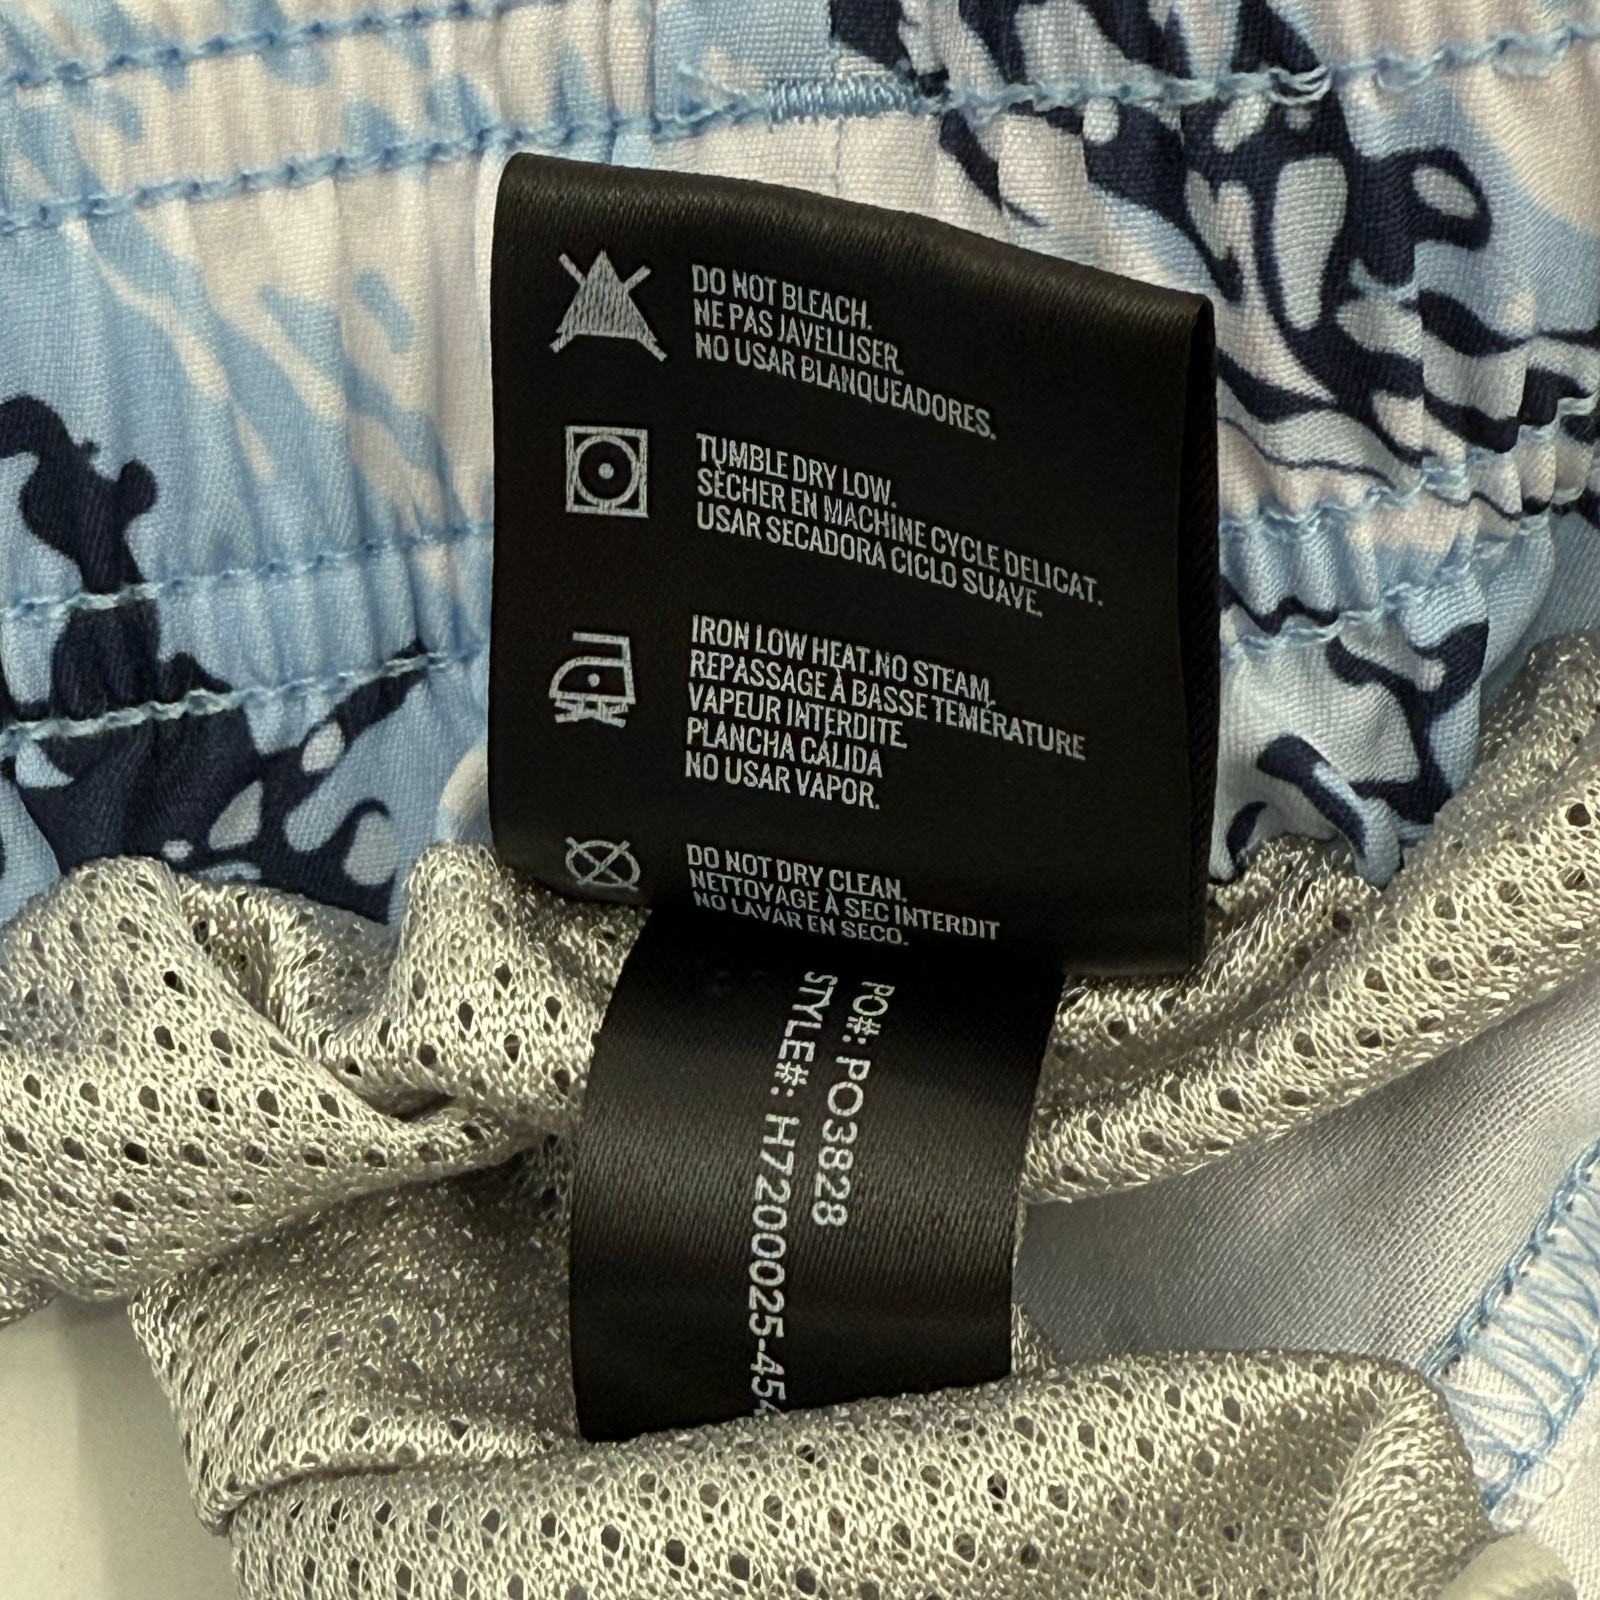 DO NOT BLEACH.
NE PAS JAVELLISER.
NO USAR BLANQUEADORES.
TUMBLE DRY LOW.
SÈCHER EN MACHINE CYCLE DELICAT.
USAR SECADORA CICLO SUAVE.
IRON LOW HEAT.NO STEAM.
REPASSAGE À BASSE TEMÉRATURE
VAPEUR INTERDITE.
PLANCHA CÁLIDA
NO USAR VAPOR.
DO NOT DRY CLEAN.
NETTOYAGE À SEC INTERDIT
NO LAVAR EN SECO.
PO#: PO3828
STYLE#: H7200025-45